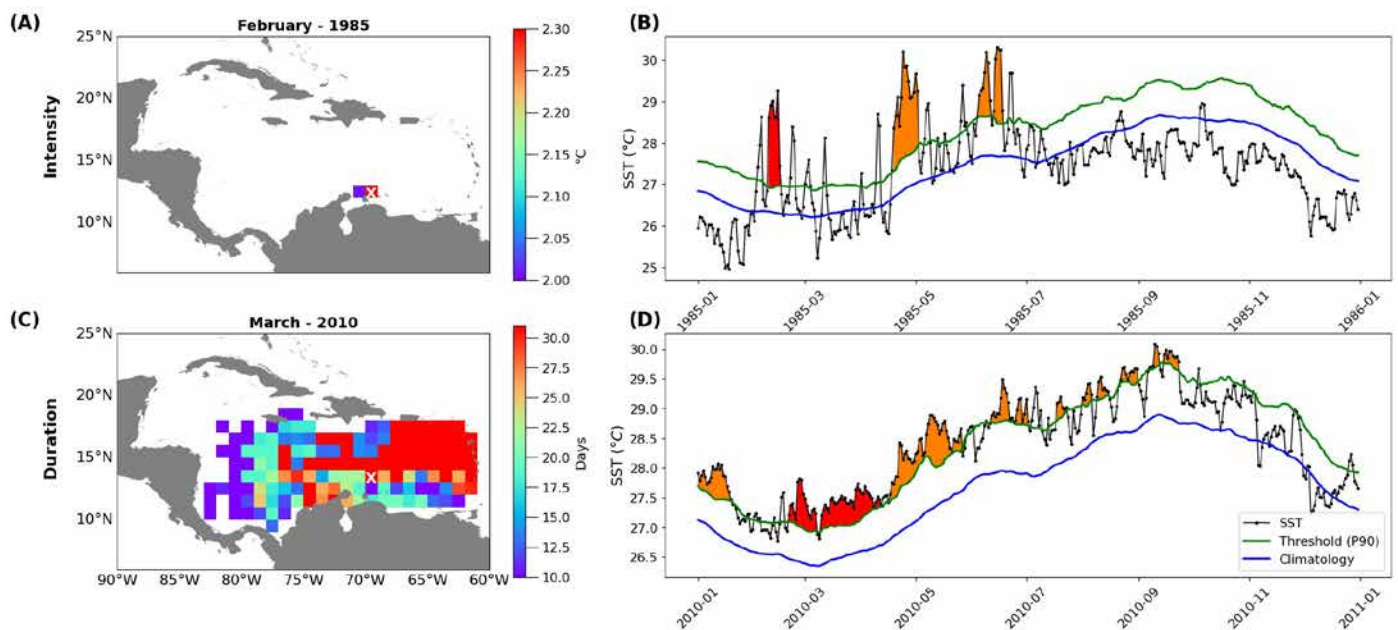 (A)
February - 1985
Intensity
25°N
20°N
15°N
10°N
2.30
2.25
2.20
2.15
2.10
2.05
2.00
°C
(B)
SST (°C)
30
29
28
27
26
25
1985-01
1985-03
1985-05
1985-07
1985-09
1985-11
1986-01
(C)
March - 2010
Duration
25°N
20°N
15°N
10°N
90°W
85°W
80°W
75°W
70°W
65°W
60°W
30.0
27.5
25.0
22.5
20.0
17.5
15.0
12.5
10.0
Days
X
X
(D)
SST (°C)
30.0
29.5
29.0
28.5
28.0
27.5
27.0
26.5
2010-01
2010-03
2010-05
2010-07
2010-09
2010-11
2011-01
SST
Threshold (P90)
Climatology